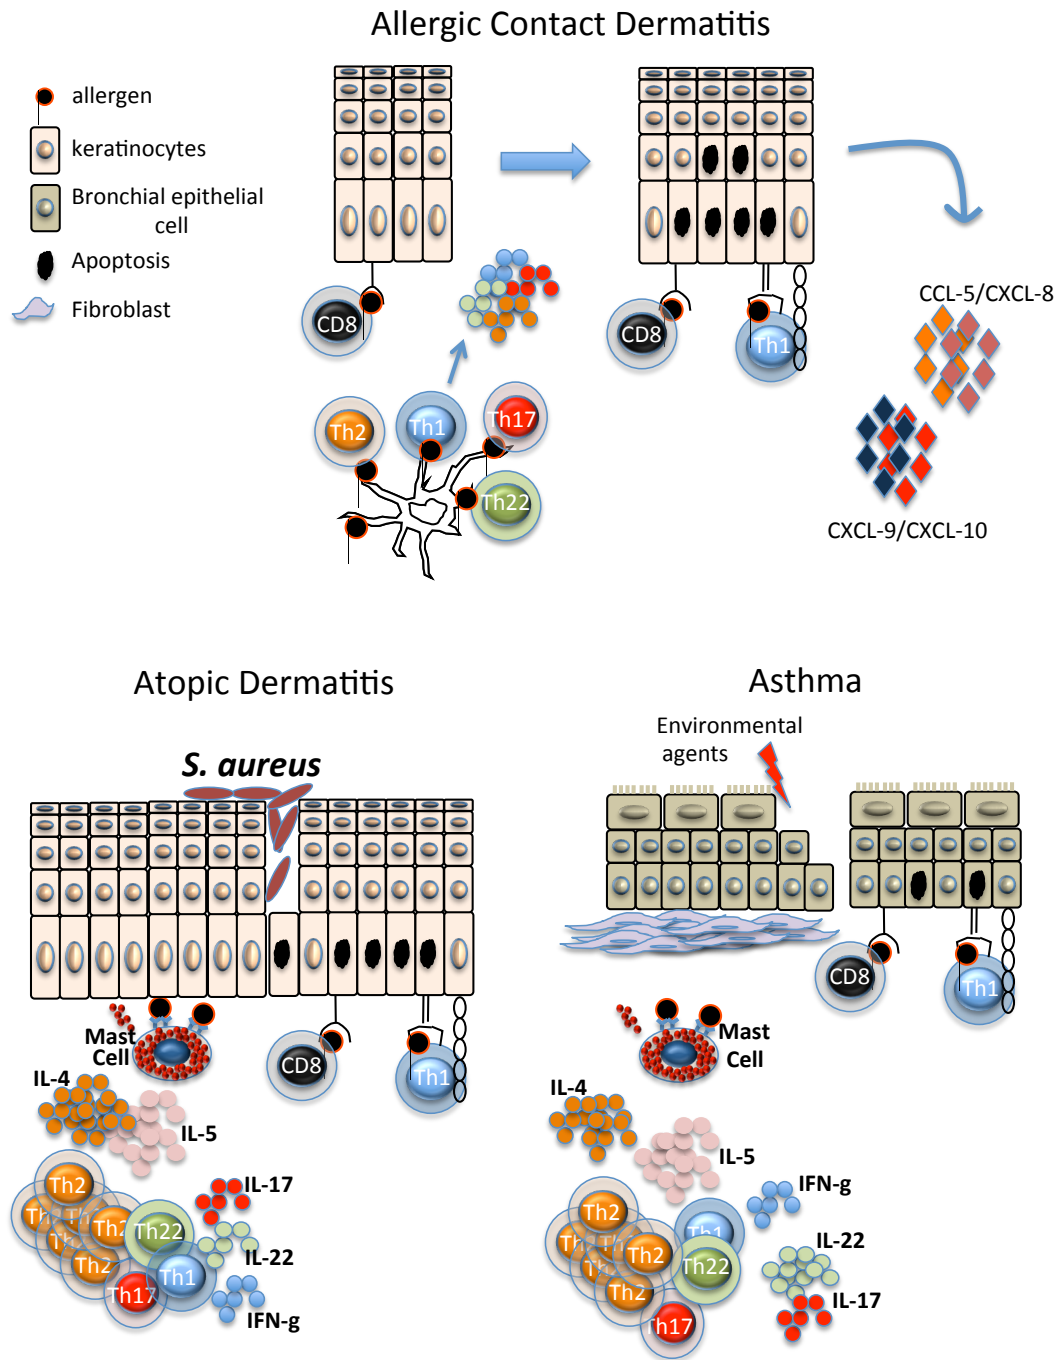 Allergic Contact Dermatitis
allergen
keratinocytes
Bronchial epithelial
cell
Apoptosis
Fibroblast
CD8
Th2
Th1
Th17
Th22
CD8
Th1
CCL-5/CXCL-8
CXCL-9/CXCL-10
Atopic Dermatitis
S. aureus
Mast
Cell
CD8
Th1
IL-4
IL-5
IL-17
IL-22
IFN-g
Th2
Th2
Th2
Th22
Th1
Th17
Asthma
Environmental
agents
CD8
Th1
Mast
Cell
IL-4
IL-5
IFN-g
IL-22
IL-17
Th2
Th2
Th2
Th1
Th22
Th17